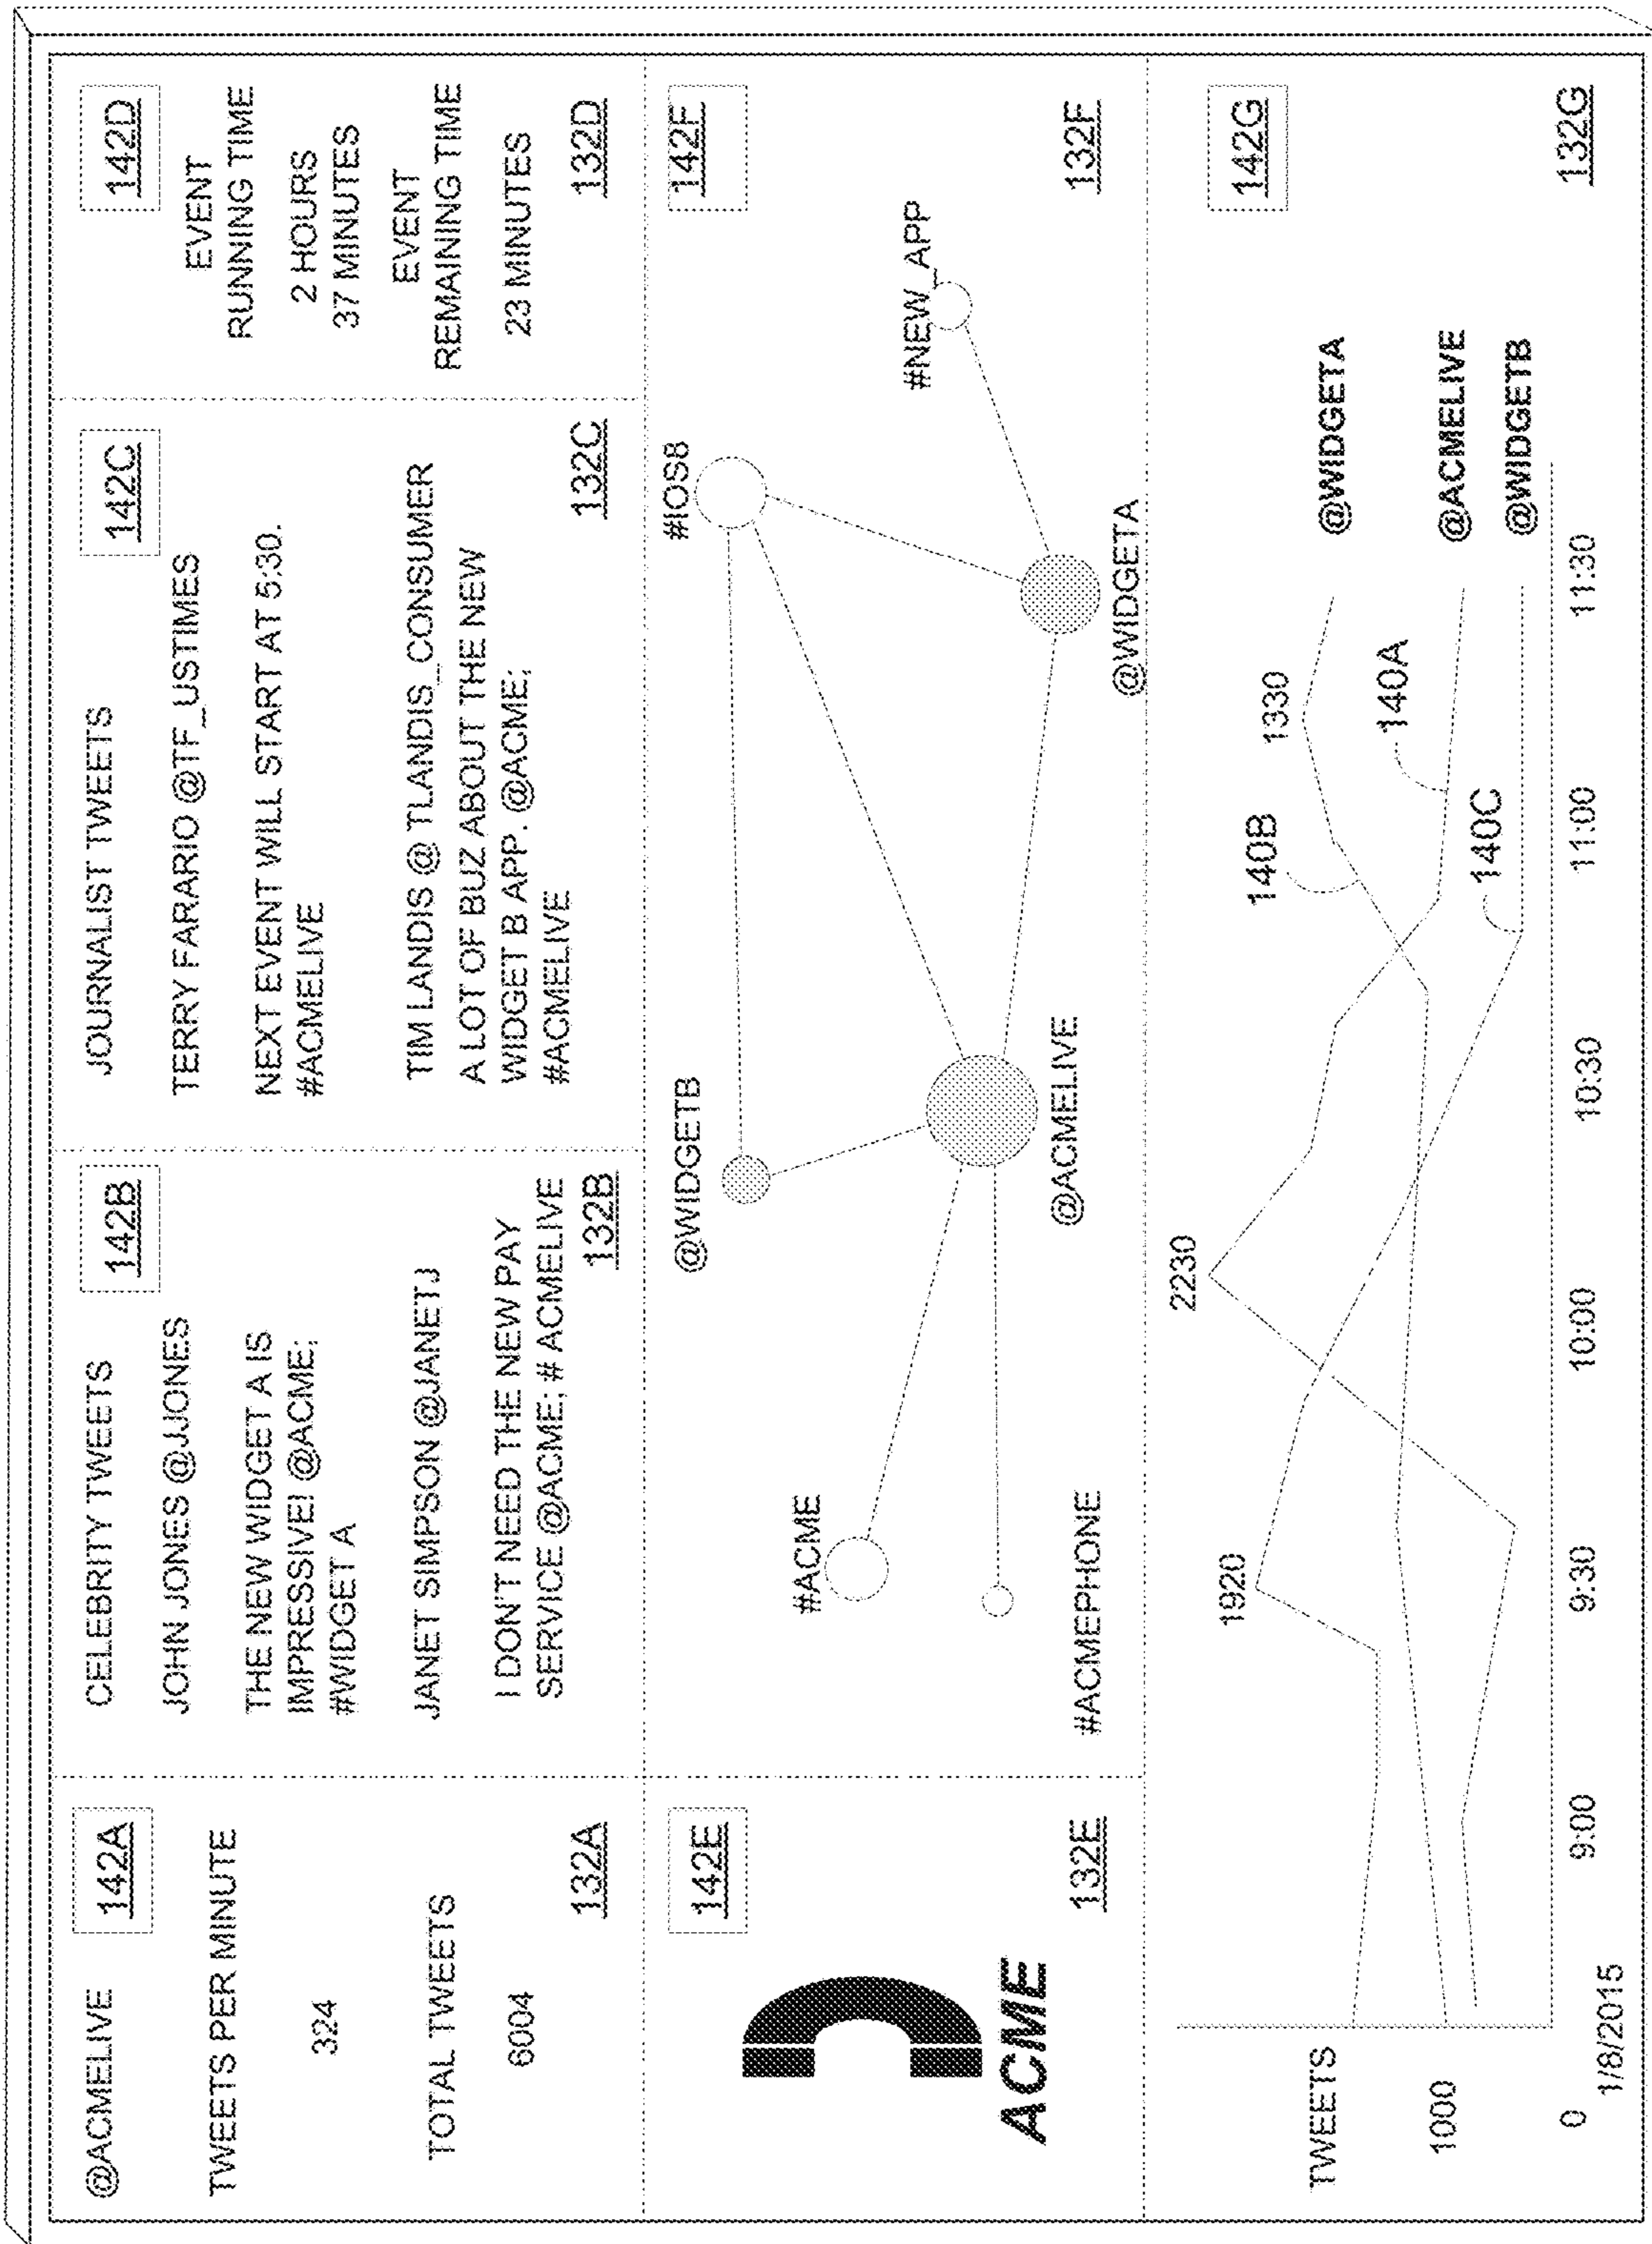 @ACMELIVE
142A
TWEETS PER MINUTE
324
TOTAL TWEETS
6004
132A
CELEBRITY TWEETS
142B
JOHN JONES @JJONES
THE NEW WIDGET A IS
IMPRESSIVE! @ACME;
#WIDGET A
JANET SIMPSON @JANETJ
I DON'T NEED THE NEW PAY
SERVICE @ACME; # ACMELIVE
132B
JOURNALIST TWEETS
142C
TERRY FARARIO @TF_USTIMES
NEXT EVENT WILL START AT 5:30.
#ACMELIVE
TIM LANDIS @ TLANDIS_CONSUMER
A LOT OF BUZ ABOUT THE NEW
WIDGET B APP. @ACME;
#ACMELIVE
132C
142D
EVENT
RUNNING TIME
2 HOURS
37 MINUTES
EVENT
REMAINING TIME
23 MINUTES
132D
142E
ACME
132E
142F
#IOS8
@WIDGETB
#ACME
#NEW_APP
@ACMELIVE
#ACMEPHONE
@WIDGETA
132F
142G
2230
1920
1330
140B
@WIDGETA
TWEETS
140A
1000
@ACMELIVE
140C
@WIDGETB
0
9:00
9:30
10:00
10:30
11:00
11:30
132G
1/8/2015